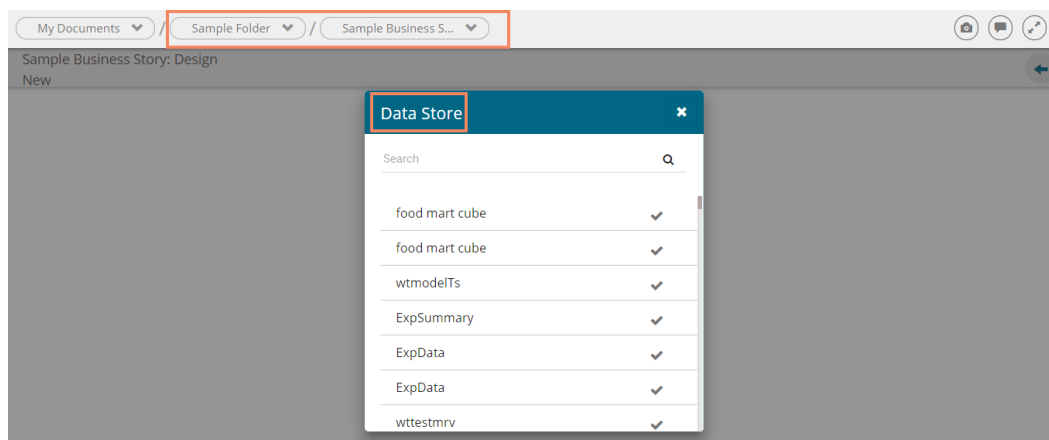 My Documents / Sample Folder / Sample Business S...
Sample Business Story: Design
New
Data Store
Search
food mart cube
food mart cube
wtmodelTs
ExpSummary
ExpData
ExpData
wttestmrv